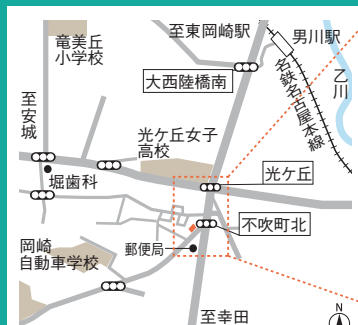 竜美丘
小学校
至東岡崎駅
男川駅
大西陸橋南
名鉄名古屋本線
乙川
至安城
光ケ丘女子
高校
堀歯科
光ケ丘
不吹町北
岡崎
自動車学校
郵便局
至幸田
N